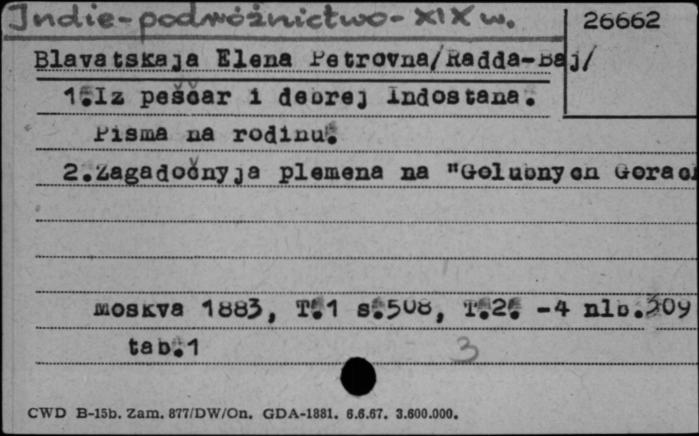 Indie-podróżnictwo-XIX w.
26662
Blavatskaja Elena Petrovna/Radda-Baj/
1.Iz peščar i debrej Indostana.
Pisma na rodinu.
2.Zagadočnyja plemena na "Golubnych Gorach
Moskva 1883, T.1 s.508, T.2. -4 nlb.309
tab.1
3
CWD B-15b. Zam. 877/DW/On. GDA-1881. 6.6.67. 3.600.000.